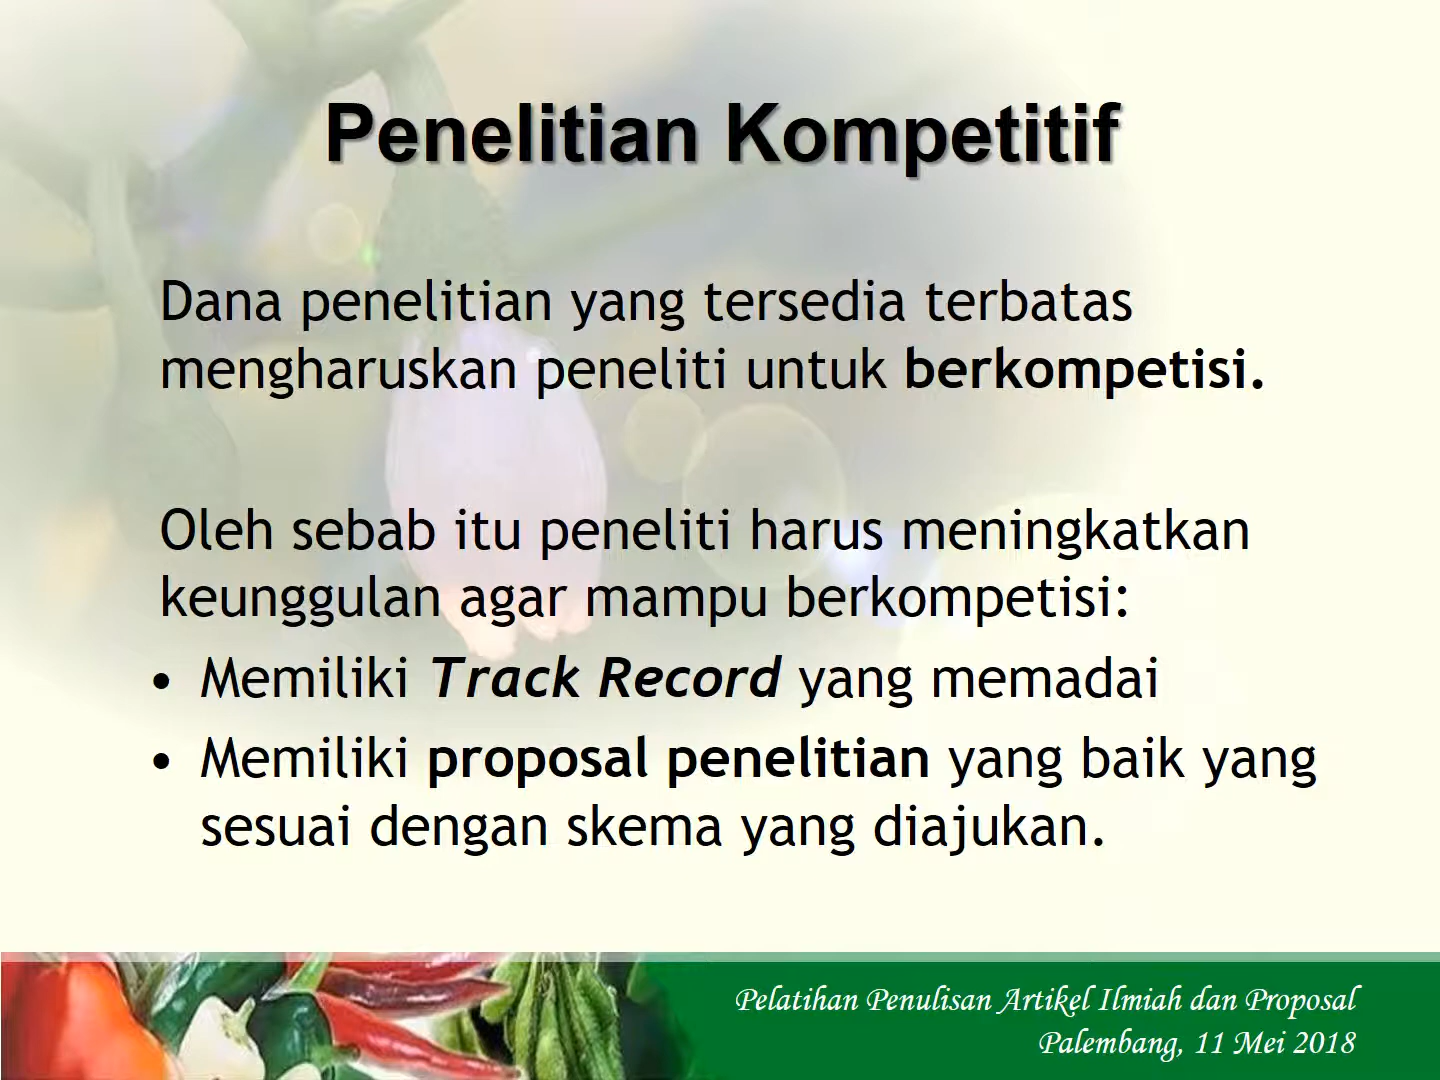 Penelitian Kompetitif
Dana penelitian yang tersedia terbatas
mengharuskan peneliti untuk berkompetisi.
Oleh sebab itu peneliti harus meningkatkan
keunggulan agar mampu berkompetisi:
• Memiliki Track Record yang memadai
• Memiliki proposal penelitian yang baik yang
sesuai dengan skema yang diajukan.
Pelatihan Penulisan Artikel Ilmiah dan Proposal
Palembang, 11 Mei 2018